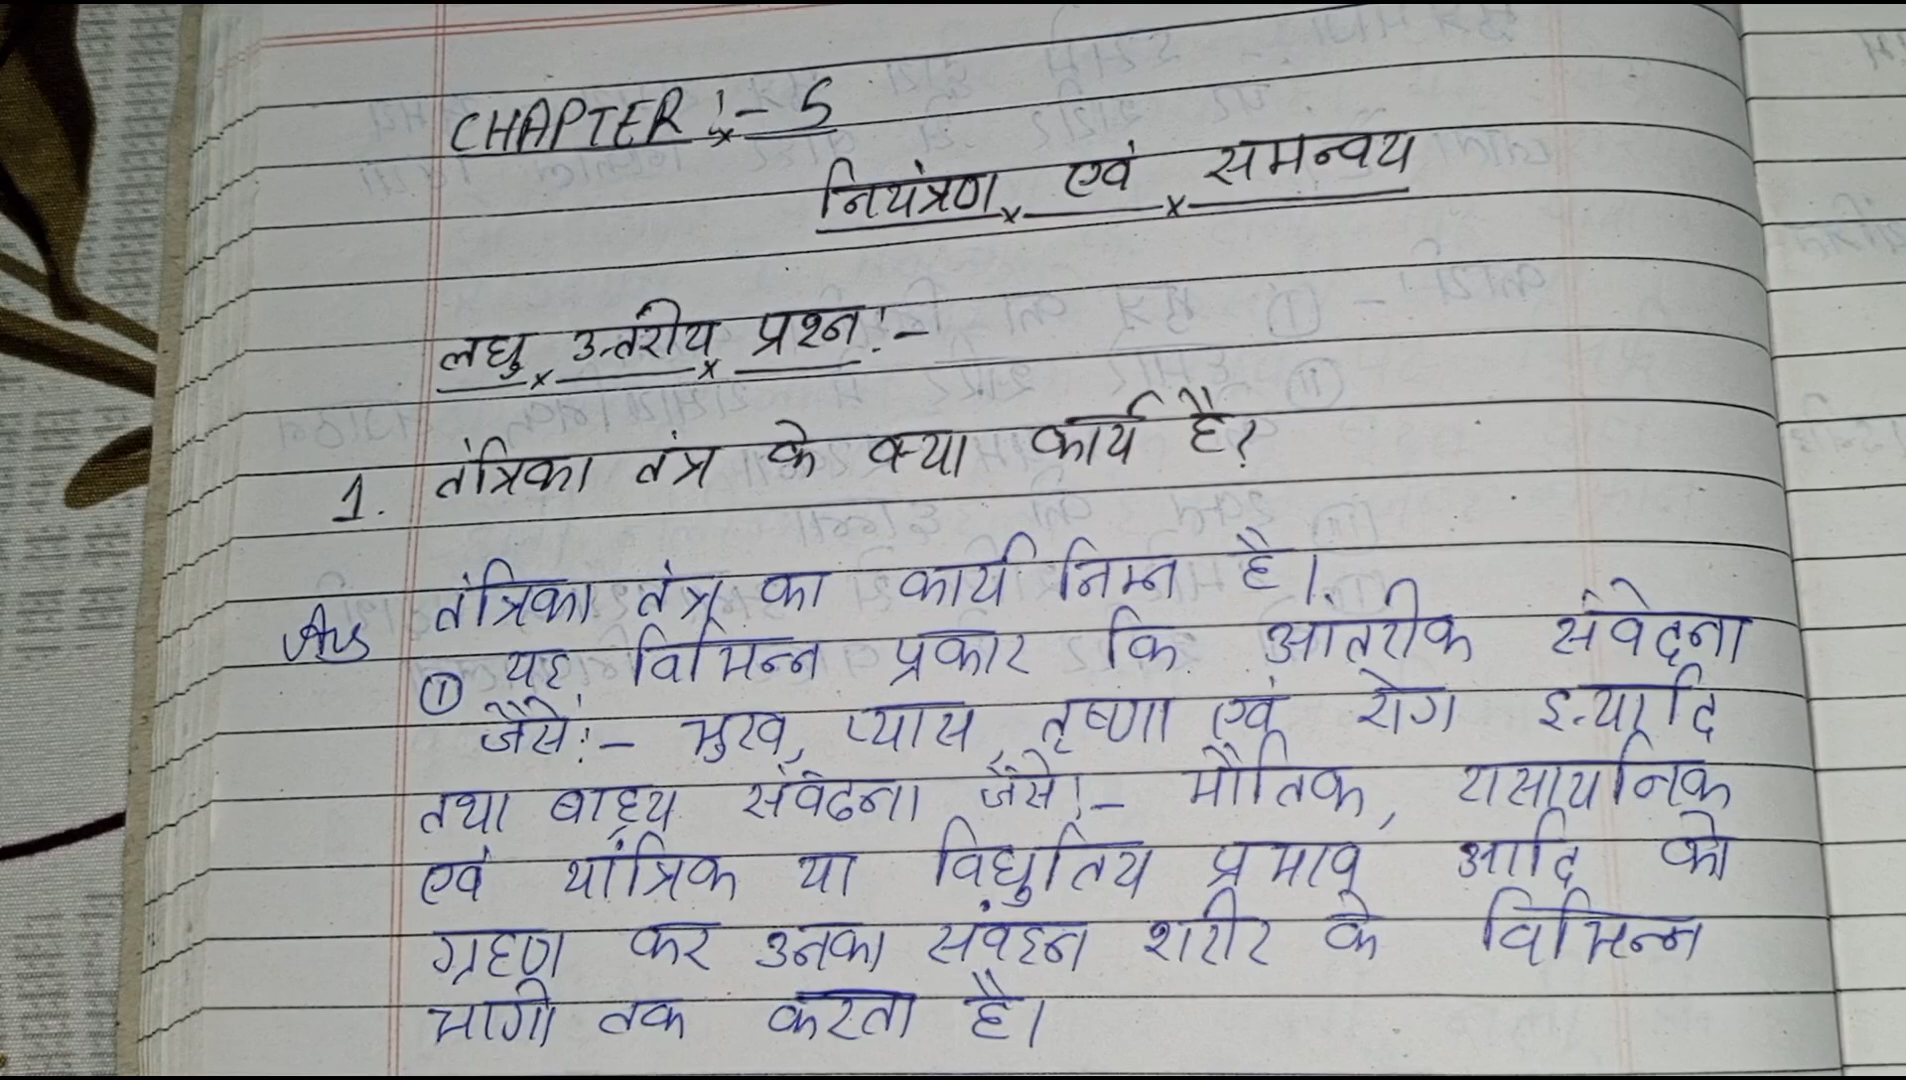 CHAPTER :- 5
नियंत्रण एवं समन्वय
लघु उत्तरीय प्रश्न :-
1. तंत्रिका तंत्र के क्या कार्य है?
Ans तंत्रिका तंत्र का कार्य निम्न है।
① यह विभिन्न प्रकार कि आंतरीक संवेदना
जैसे :- भुख, प्यास, तृष्णा एवं रोग इत्यादि
तथा बाह्य संवेदना जैसे :- भौतिक, रासायनिक
एवं यांत्रिक या विधुतिय प्रभाव आदि को
ग्रहण कर उनका संवहन शरीर के विभिन्न
भागों तक करता है।